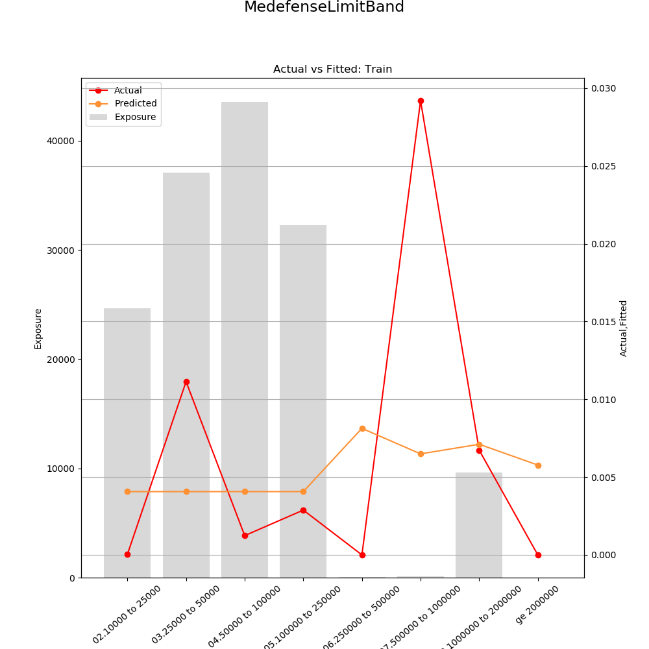 MedefenseLimitBand
Actual vs Fitted: Train
Actual
Predicted
Exposure
40000
30000
20000
10000
0
Exposure
0.030
0.025
0.020
0.015
0.010
0.005
0.000
Actual,Fitted
02.10000 to 25000
03.25000 to 50000
04.50000 to 100000
05.100000 to 250000
06.250000 to 500000
07.500000 to 1000000
.1000000 to 2000000
ge 2000000